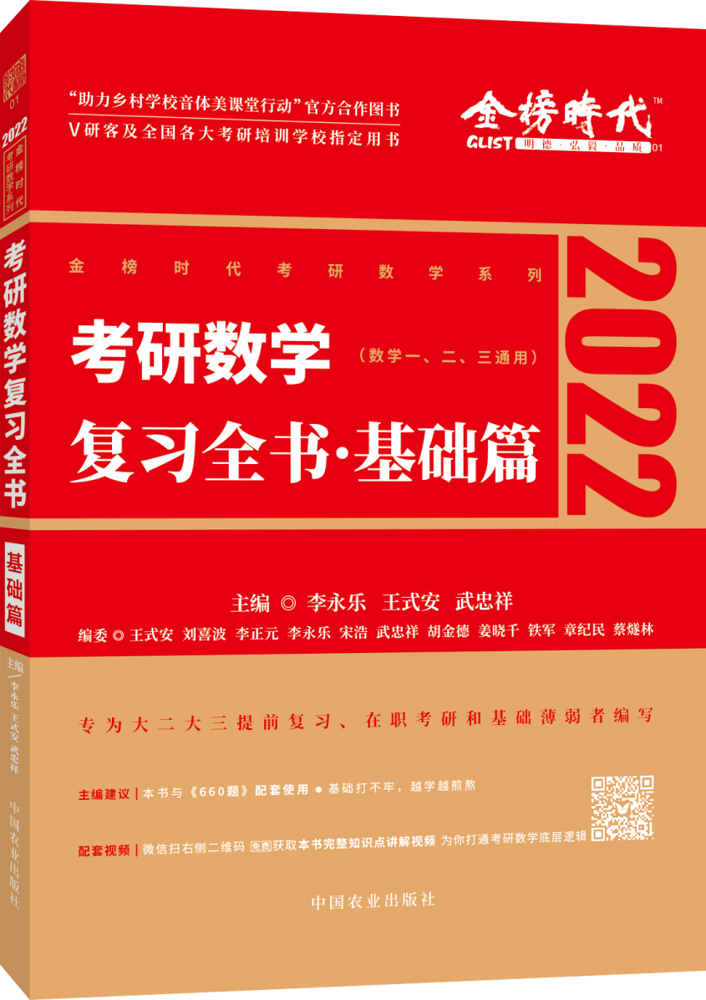 “助力乡村学校音体美课堂行动”官方合作图书
V研客及全国各大考研培训学校指定用书
金榜時代™
GLIST 明德·弘毅·品质 01
金榜时代考研数学系列
考研数学(数学一、二、三通用)
复习全书·基础篇
2022
主编◎李永乐 王式安 武忠祥
编委◎王式安 刘喜波 李正元 李永乐 宋浩 武忠祥 胡金德 姜晓千 铁军 章纪民 蔡燧林
专为大二大三提前复习、在职考研和基础薄弱者编写
主编建议|本书与《660题》配套使用●基础打不牢,越学越煎熬
配套视频|微信扫右侧二维码 免费获取本书完整知识点讲解视频 为你打通考研数学底层逻辑
中国农业出版社
01
2022
金榜时代
考研数学系列
考研数学复习全书
基础篇
主编/李永乐 王式安 武忠祥
中国农业出版社